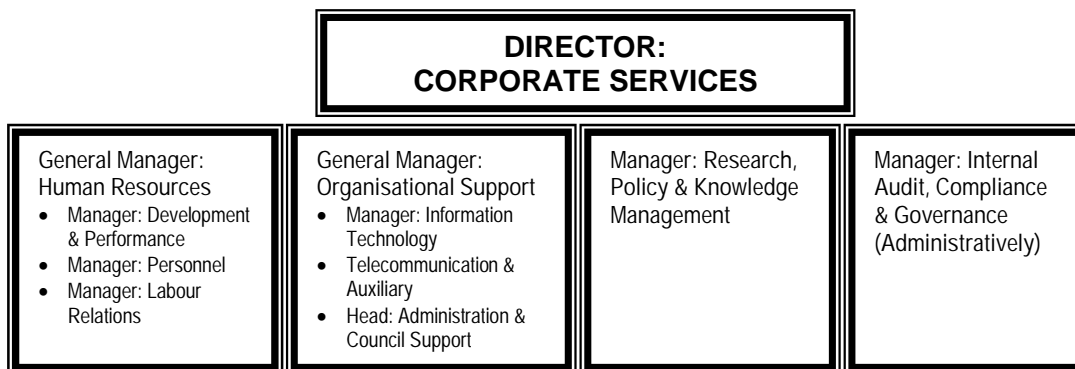 DIRECTOR:
CORPORATE SERVICES
General Manager:
Human Resources
• Manager: Development
& Performance
• Manager: Personnel
• Manager: Labour
Relations
General Manager:
Organisational Support
• Manager: Information
Technology
• Telecommunication &
Auxiliary
• Head: Administration &
Council Support
Manager: Research,
Policy & Knowledge
Management
Manager: Internal
Audit, Compliance
& Governance
(Administratively)